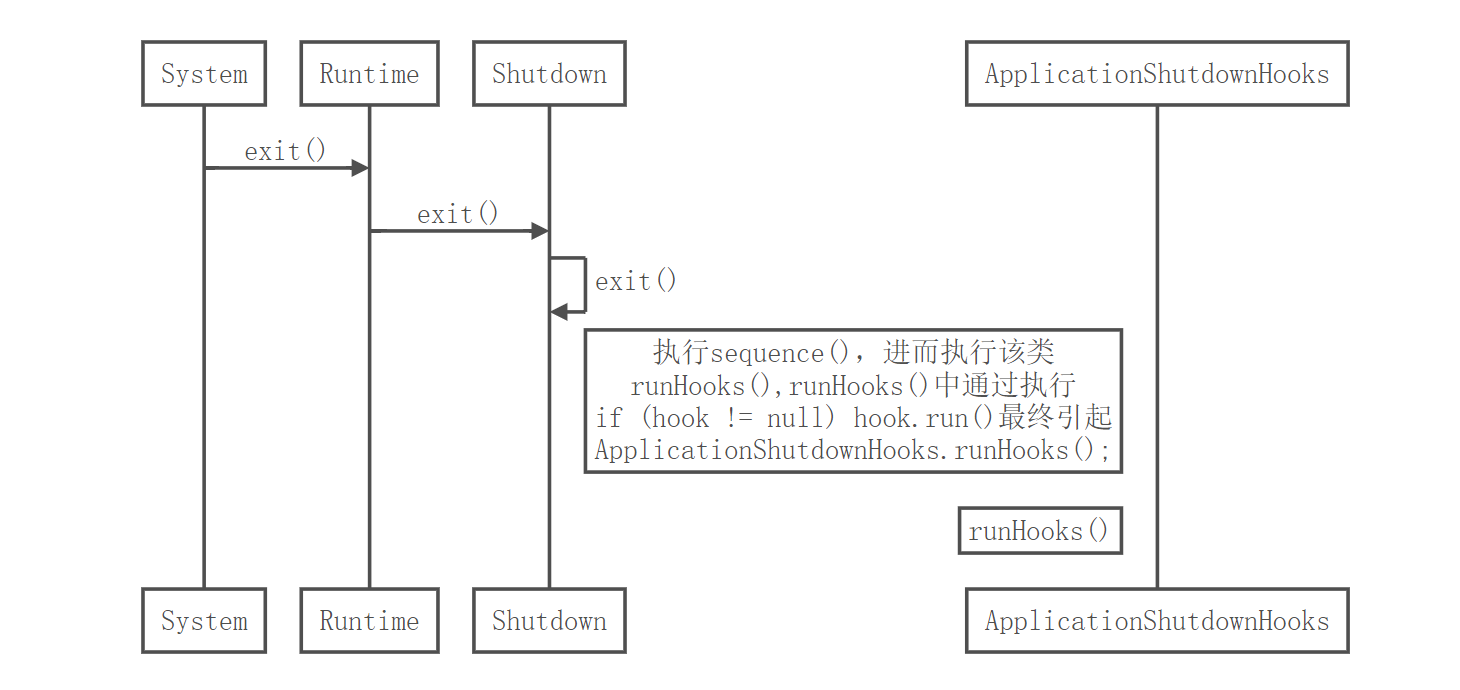 System
Runtime
Shutdown
ApplicationShutdownHooks
exit()
exit()
exit()
执行sequence(), 进而执行该类
runHooks(),runHooks()中通过执行
if (hook != null) hook.run()最终引起
ApplicationShutdownHooks.runHooks();
runHooks()
System
Runtime
Shutdown
ApplicationShutdownHooks